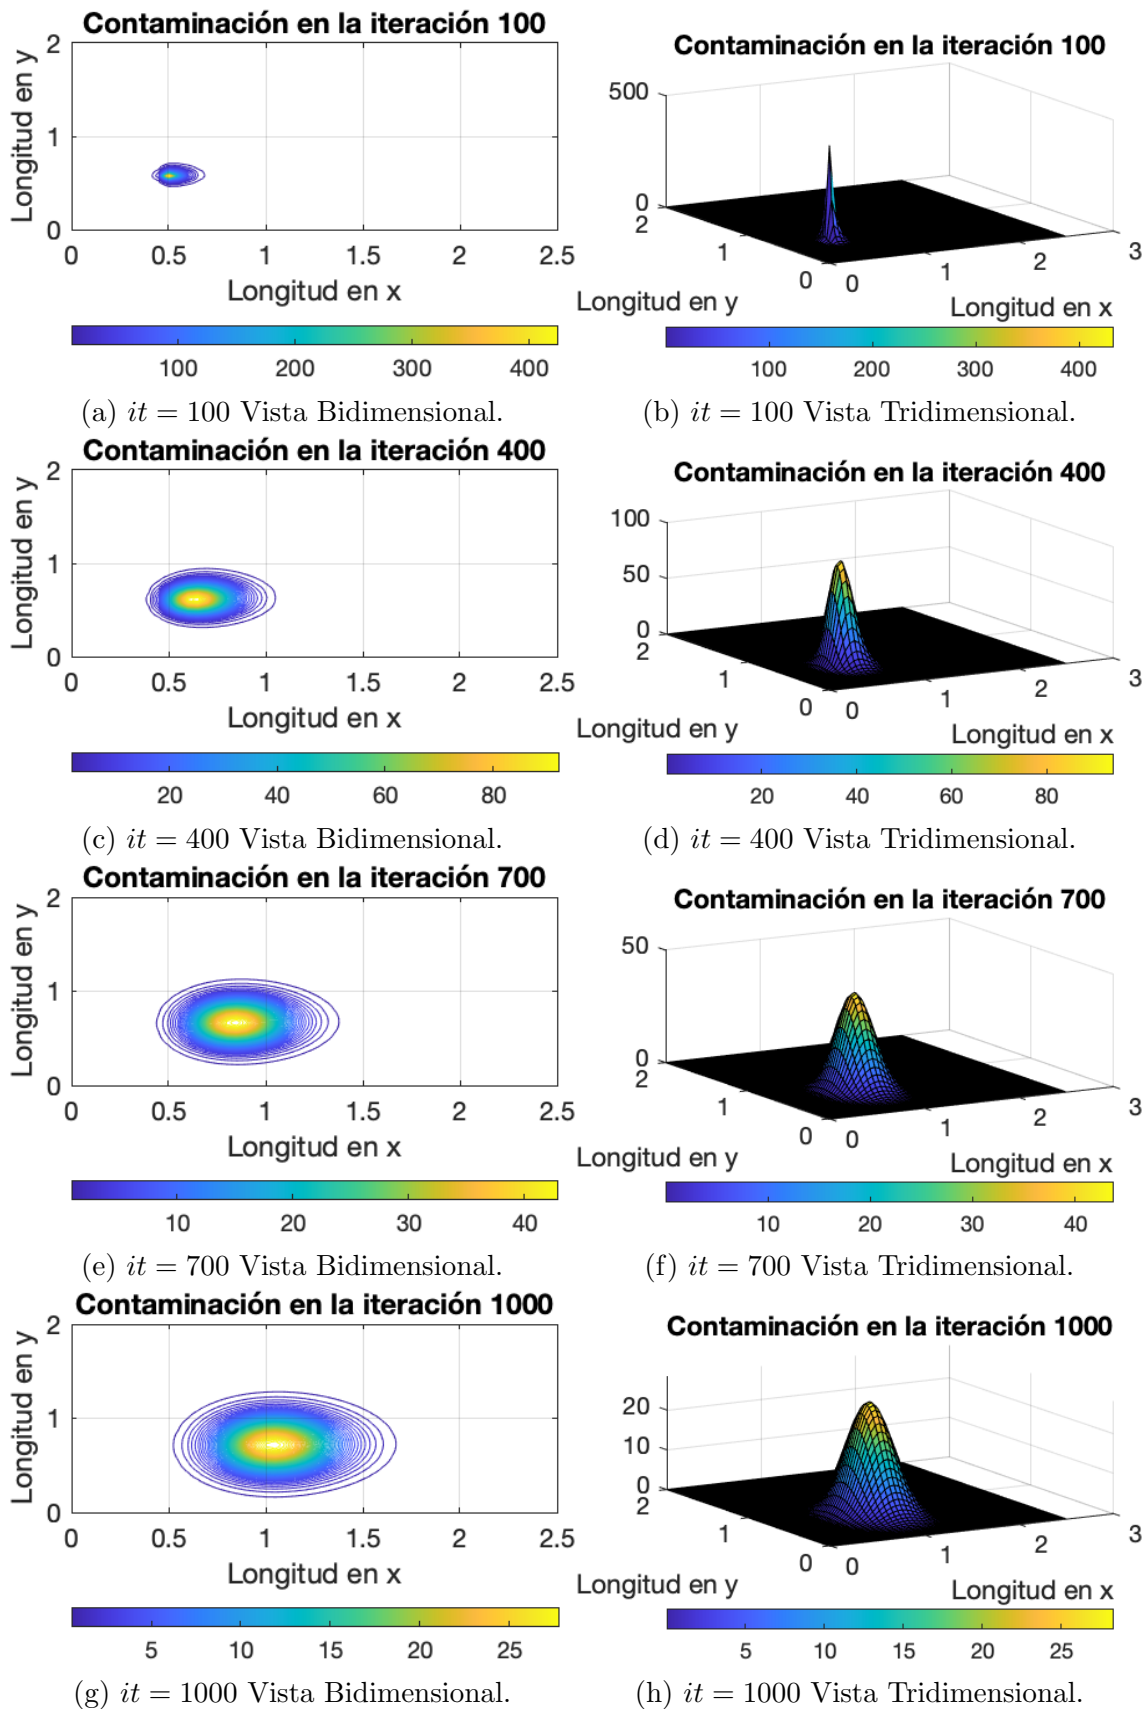 Contaminación en la iteración 100
2
1
0
Longitud en y
0 0.5 1 1.5 2 2.5
Longitud en x
100 200 300 400
(a) it = 100 Vista Bidimensional.
Contaminación en la iteración 100
500
0
2
1
0
0
1
2
3
Longitud en y
Longitud en x
100 200 300 400
(b) it = 100 Vista Tridimensional.
Contaminación en la iteración 400
2
1
0
Longitud en y
0 0.5 1 1.5 2 2.5
Longitud en x
20 40 60 80
(c) it = 400 Vista Bidimensional.
Contaminación en la iteración 400
100
50
0
2
1
0
0
1
2
3
Longitud en y
Longitud en x
20 40 60 80
(d) it = 400 Vista Tridimensional.
Contaminación en la iteración 700
2
1
0
Longitud en y
0 0.5 1 1.5 2 2.5
Longitud en x
10 20 30 40
(e) it = 700 Vista Bidimensional.
Contaminación en la iteración 700
50
0
2
1
0
0
1
2
3
Longitud en y
Longitud en x
10 20 30 40
(f) it = 700 Vista Tridimensional.
Contaminación en la iteración 1000
2
1
0
Longitud en y
0 0.5 1 1.5 2 2.5
Longitud en x
5 10 15 20 25
(g) it = 1000 Vista Bidimensional.
Contaminación en la iteración 1000
20
10
0
2
1
0
0
1
2
3
Longitud en y
Longitud en x
5 10 15 20 25
(h) it = 1000 Vista Tridimensional.